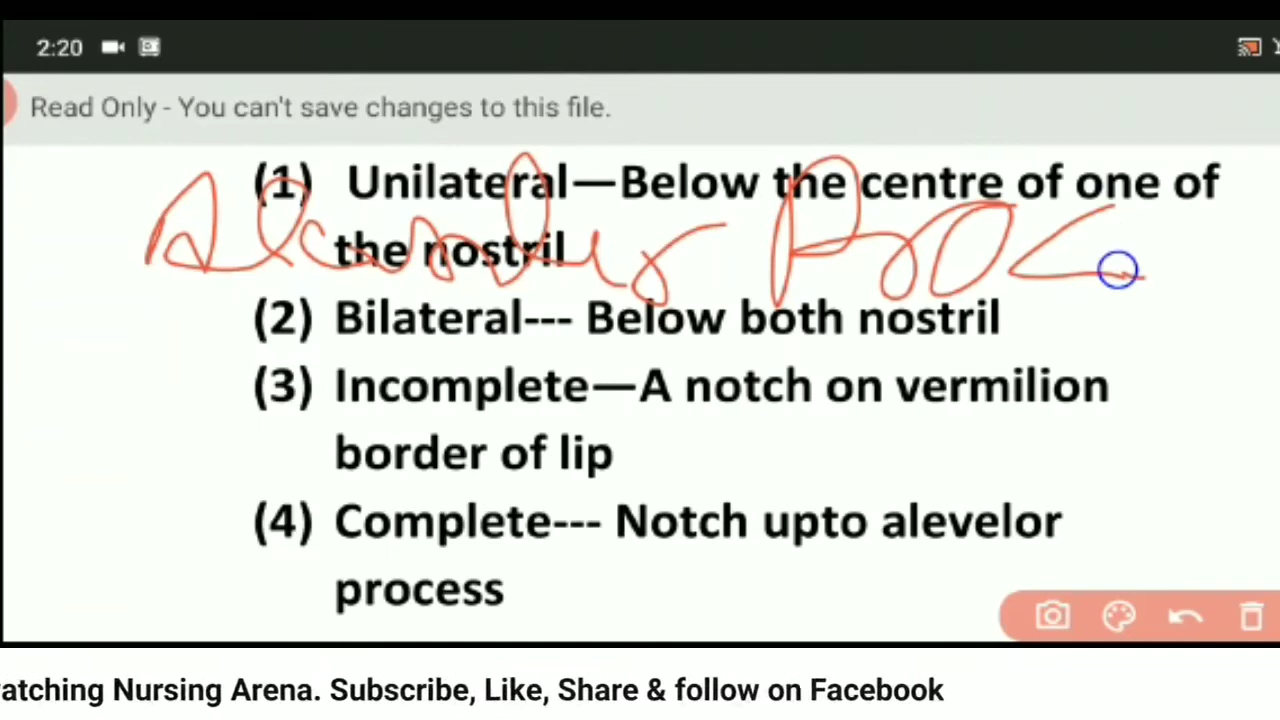 2:20
Read Only - You can't save changes to this file.
(1) Unilateral—Below the centre of one of
the nostril
(2) Bilateral--- Below both nostril
(3) Incomplete—A notch on vermilion
border of lip
(4) Complete--- Notch upto alevelor
process
atching Nursing Arena. Subscribe, Like, Share & follow on Facebook